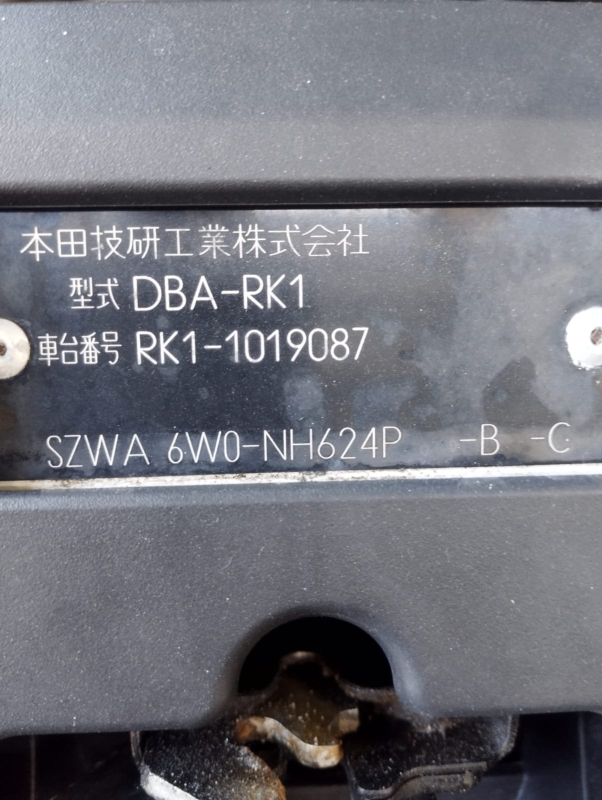 本田技研工業株式会社
型式 DBA-RK1
車台番号 RK1-1019087
SZWA 6W0-NH624P -B -C